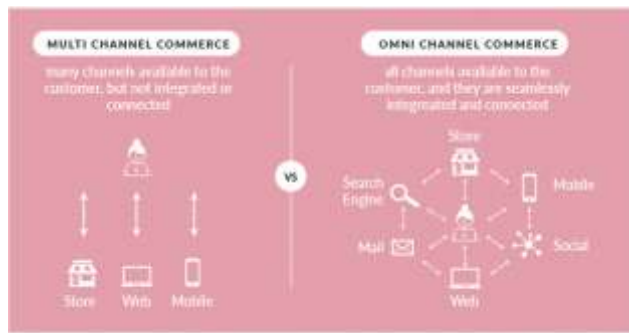 MULTI CHANNEL COMMERCE
many channels available to the
customer, but not integrated or
connected
Store Web Mobile
VS
OMNI CHANNEL COMMERCE
all channels available to the
customer, and they are seamlessly
integreated and connected
Store
Search
Engine
Mobile
Mail
Social
Web